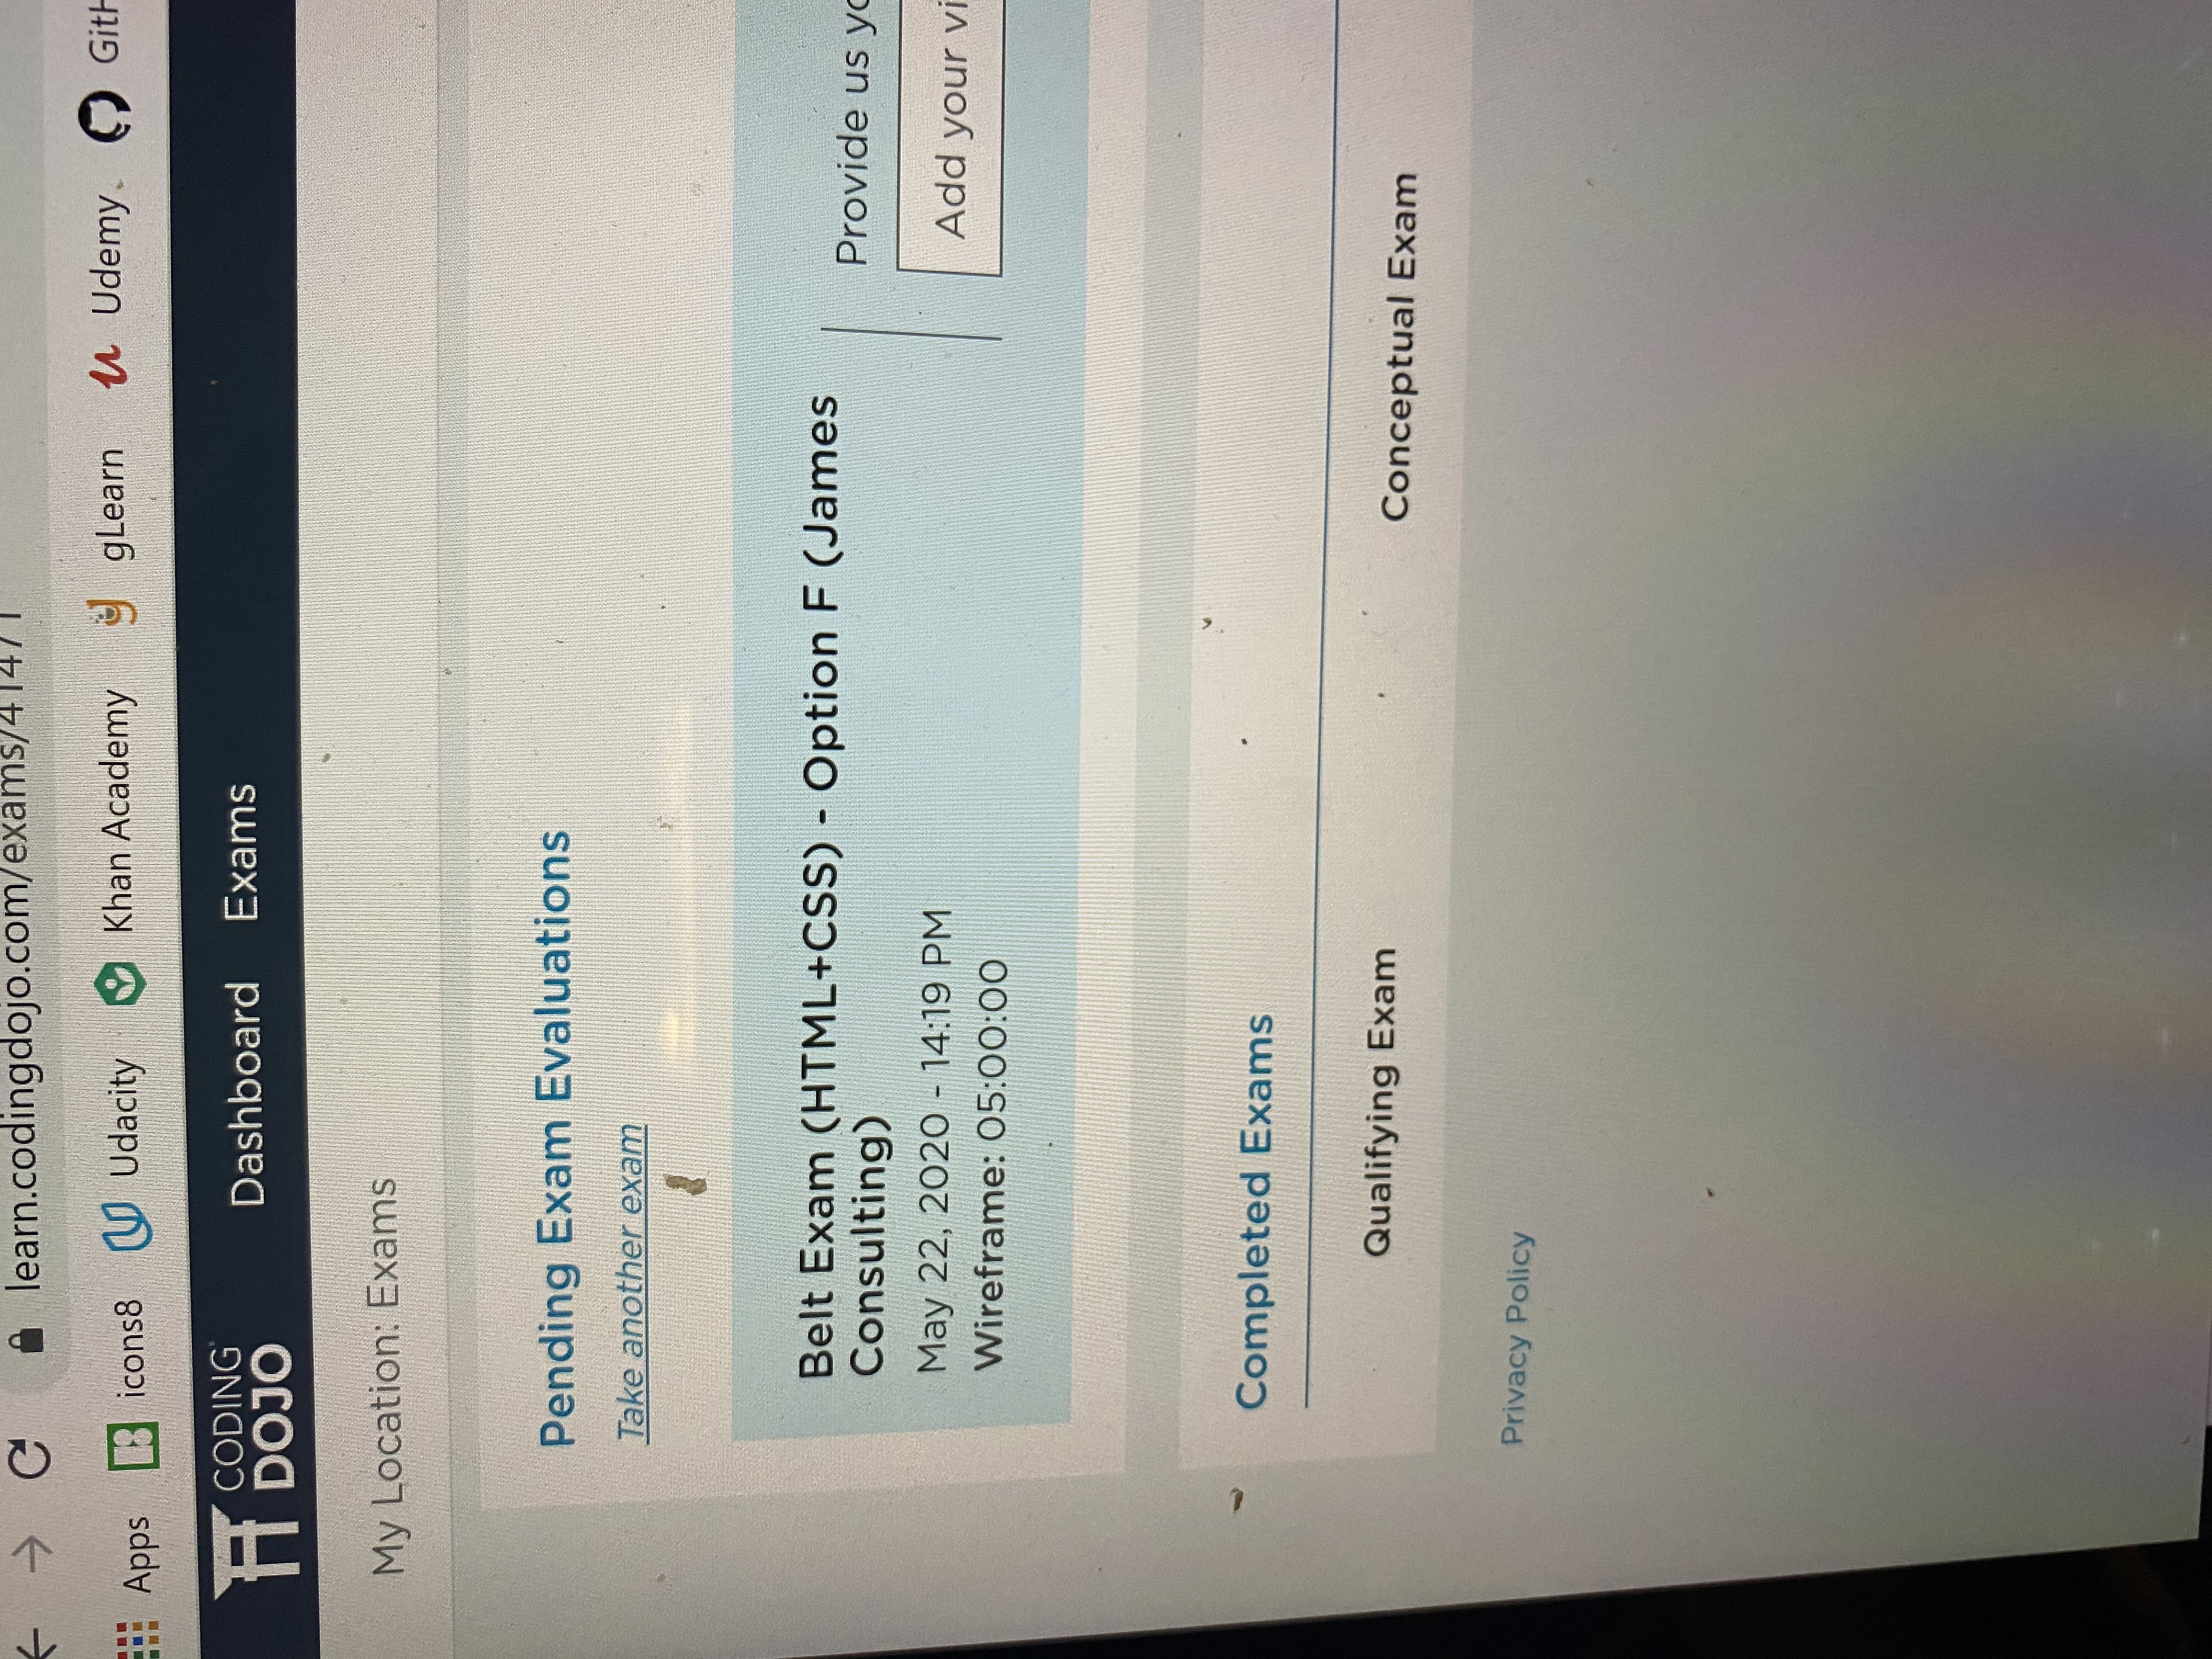 learn.codingdojo.com/exams/41471
Apps icons8 Udacity Khan Academy gLearn Udemy GitH
CODING DOJO Dashboard Exams
My Location: Exams
Pending Exam Evaluations
Take another exam
Belt Exam (HTML+CSS) - Option F (James
Consulting)
May 22, 2020 - 14:19 PM
Wireframe: 05:00:00
Provide us yo
Add your vi
Completed Exams
Qualifying Exam
Conceptual Exam
Privacy Policy